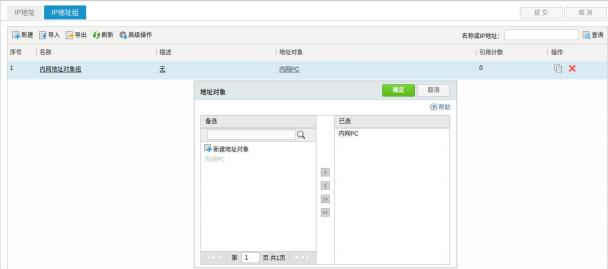 IP地址 IP地址组 提 交 取 消
新建 导入 导出 刷新 高级操作 名称或IP地址: 查询
序号 名称 描述 地址对象 引用计数 操作
1 内网地址对象组 无 内网PC 0
地址对象 确定 取消
帮助
备选 已选
内网PC
新建地址对象
内网PC
第 1 页 共1页